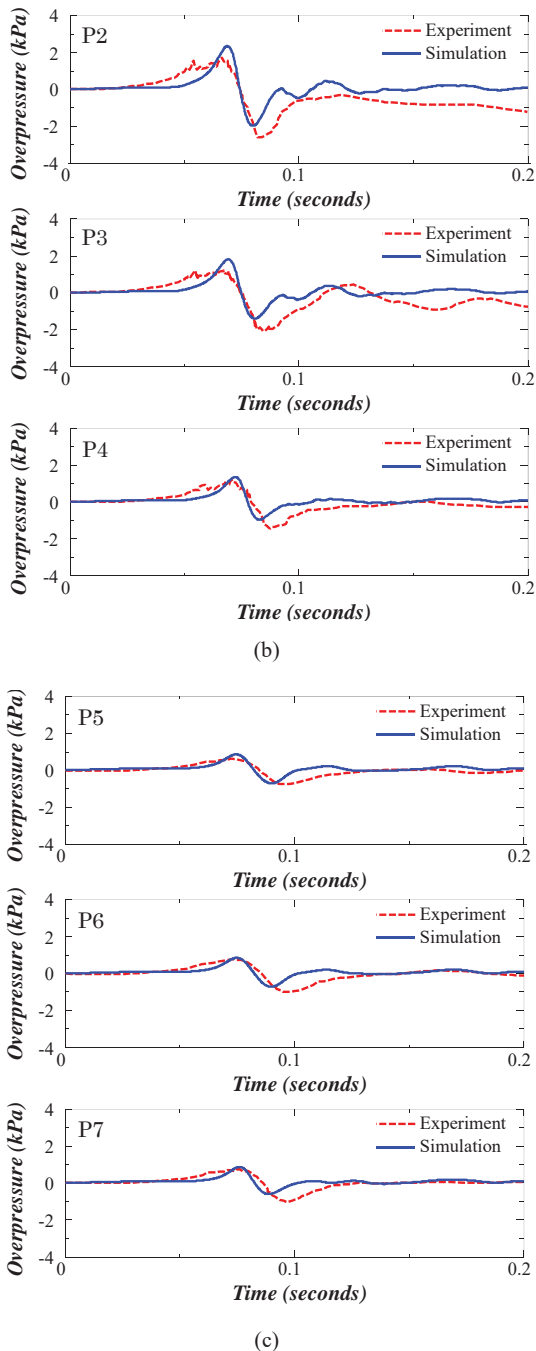 P2
Experiment
Simulation
Overpressure (kPa)
4
2
0
-2
-4
0
0.1
0.2
Time (seconds)
P3
Experiment
Simulation
Overpressure (kPa)
4
2
0
-2
-4
0
0.1
0.2
Time (seconds)
P4
Experiment
Simulation
Overpressure (kPa)
4
2
0
-2
-4
0
0.1
0.2
Time (seconds)
(b)
P5
Experiment
Simulation
Overpressure (kPa)
4
2
0
-2
-4
0
0.1
0.2
Time (seconds)
P6
Experiment
Simulation
Overpressure (kPa)
4
2
0
-2
-4
0
0.1
0.2
Time (seconds)
P7
Experiment
Simulation
Overpressure (kPa)
4
2
0
-2
-4
0
0.1
0.2
Time (seconds)
(c)